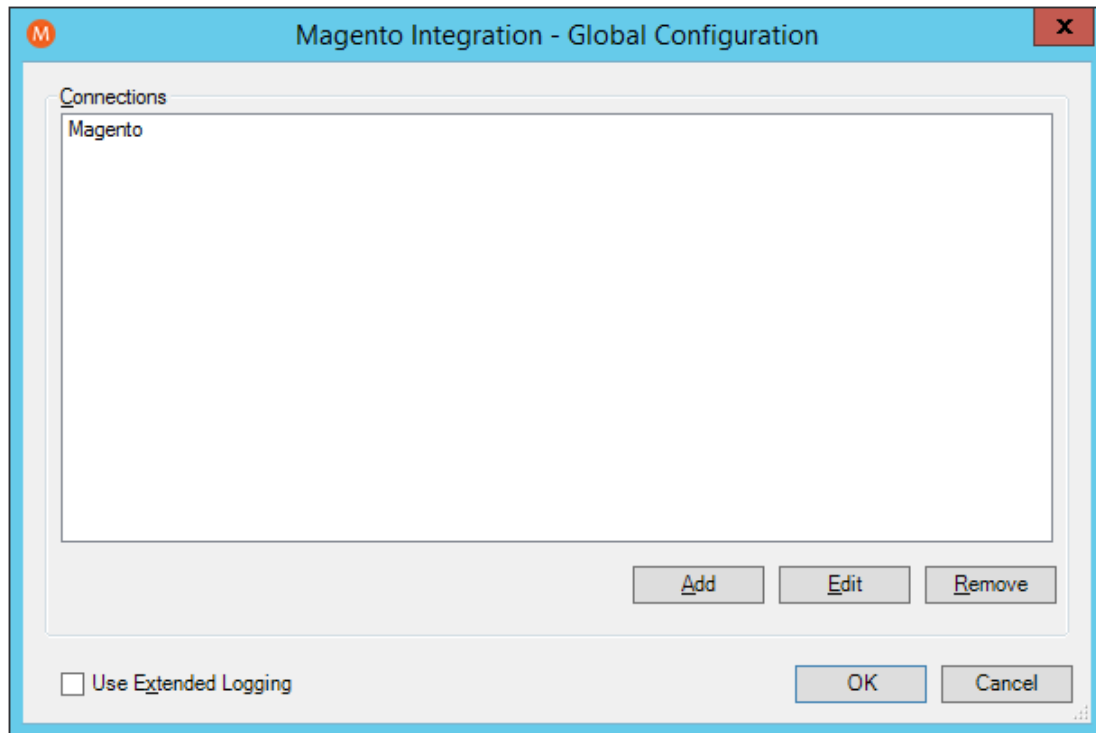 M
Magento Integration - Global Configuration
x
Connections
Magento
Add Edit Remove
Use Extended Logging
OK Cancel